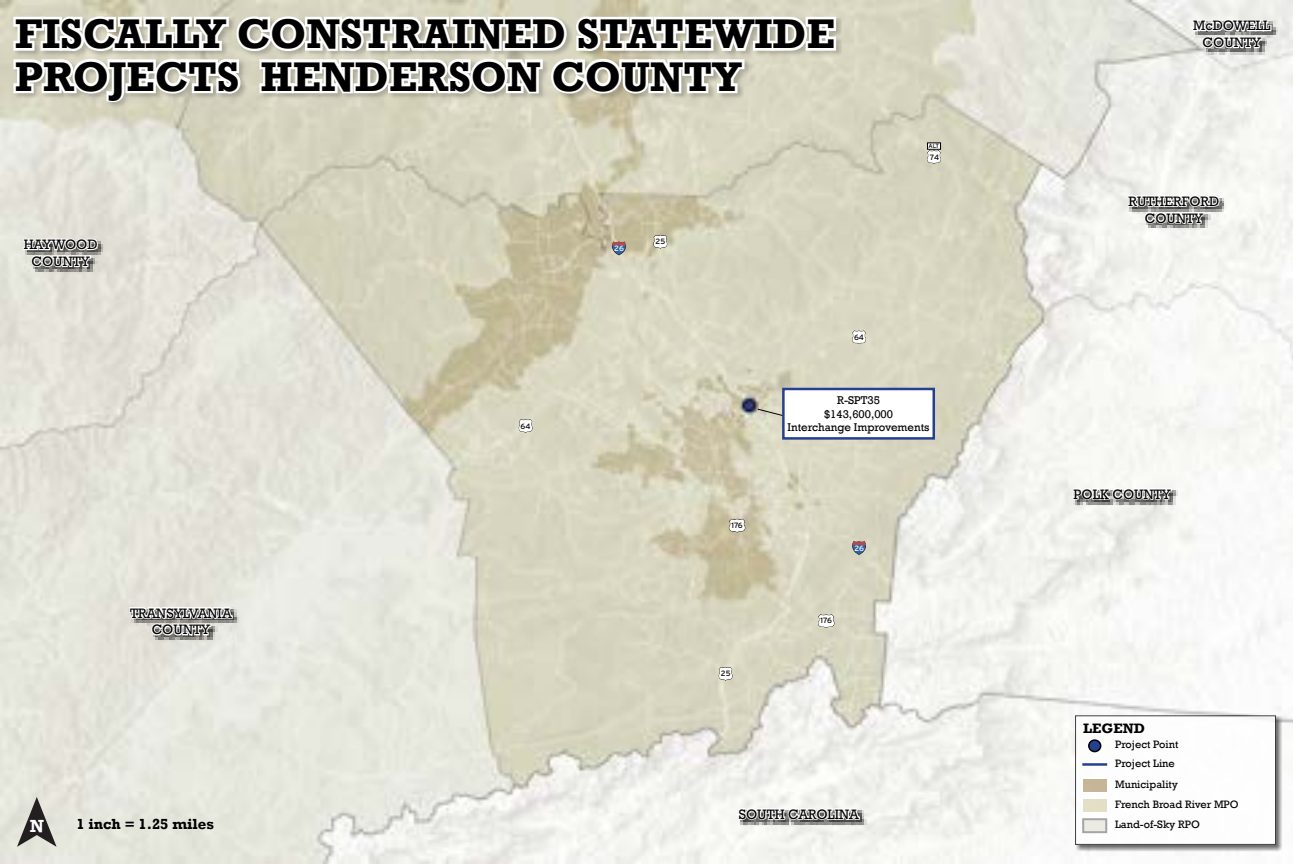 FISCALLY CONSTRAINED STATEWIDE
PROJECTS HENDERSON COUNTY
McDOWELL
COUNTY
ALT
74
RUTHERFORD
COUNTY
HAYWOOD
COUNTY
26
25
64
R-SPT35
$143,600,000
Interchange Improvements
64
POLK COUNTY
176
26
TRANSYLVANIA
COUNTY
176
25
LEGEND
Project Point
Project Line
Municipality
French Broad River MPO
Land-of-Sky RPO
SOUTH CAROLINA
N
1 inch = 1.25 miles